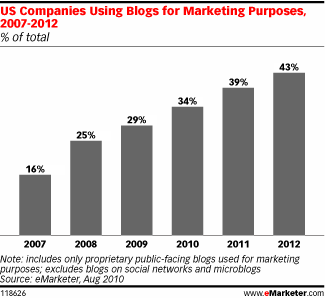 US Companies Using Blogs for Marketing Purposes,
2007-2012
% of total
16%
25%
29%
34%
39%
43%
2007
2008
2009
2010
2011
2012
Note: includes only proprietary public-facing blogs used for marketing
purposes; excludes blogs on social networks and microblogs
Source: eMarketer, Aug 2010
118626
www.eMarketer.com